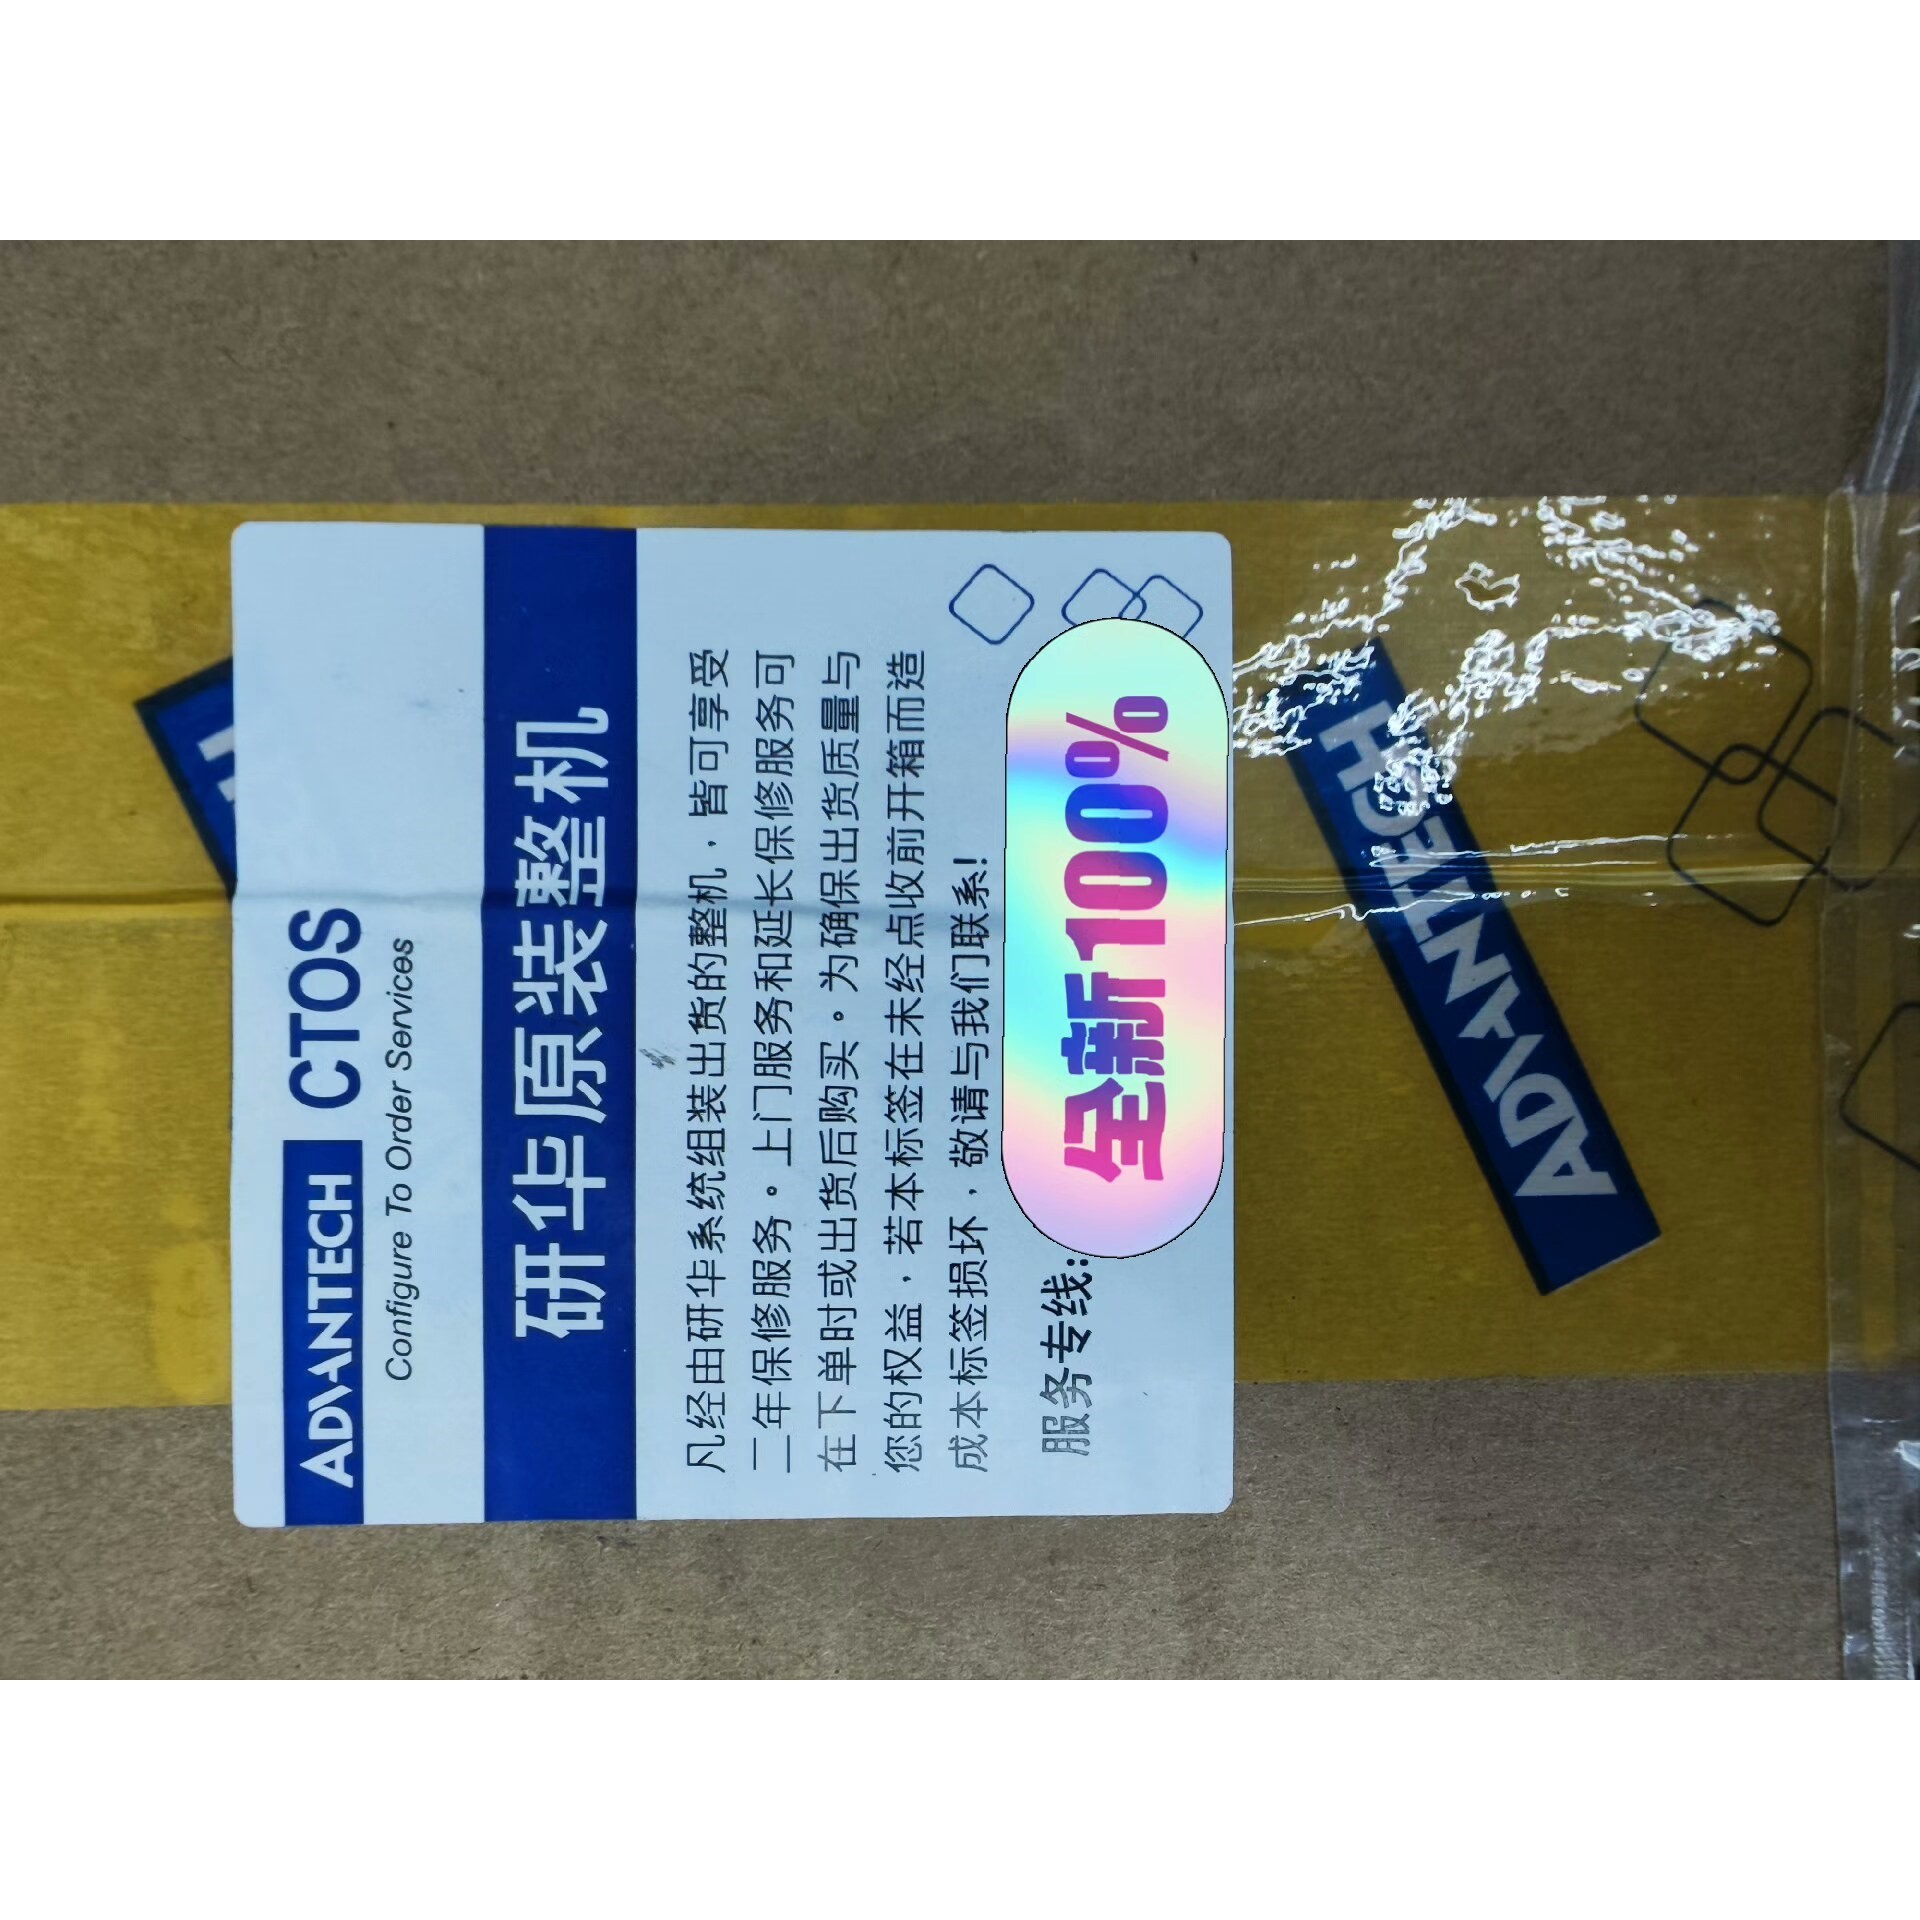 ADVANTECH CTOS
Configure To Order Services
研华原装整机
凡经由研华系统组装出货的整机，皆可享受
二年保修服务。上门服务和延长保修服务可
在下单时或出货后购买。为确保出货质量与
您的权益，若本标签在未经点收前开箱而造
成本标签损坏，敬请与我们联系!
服务专线:
全新100%
ADVANTECH